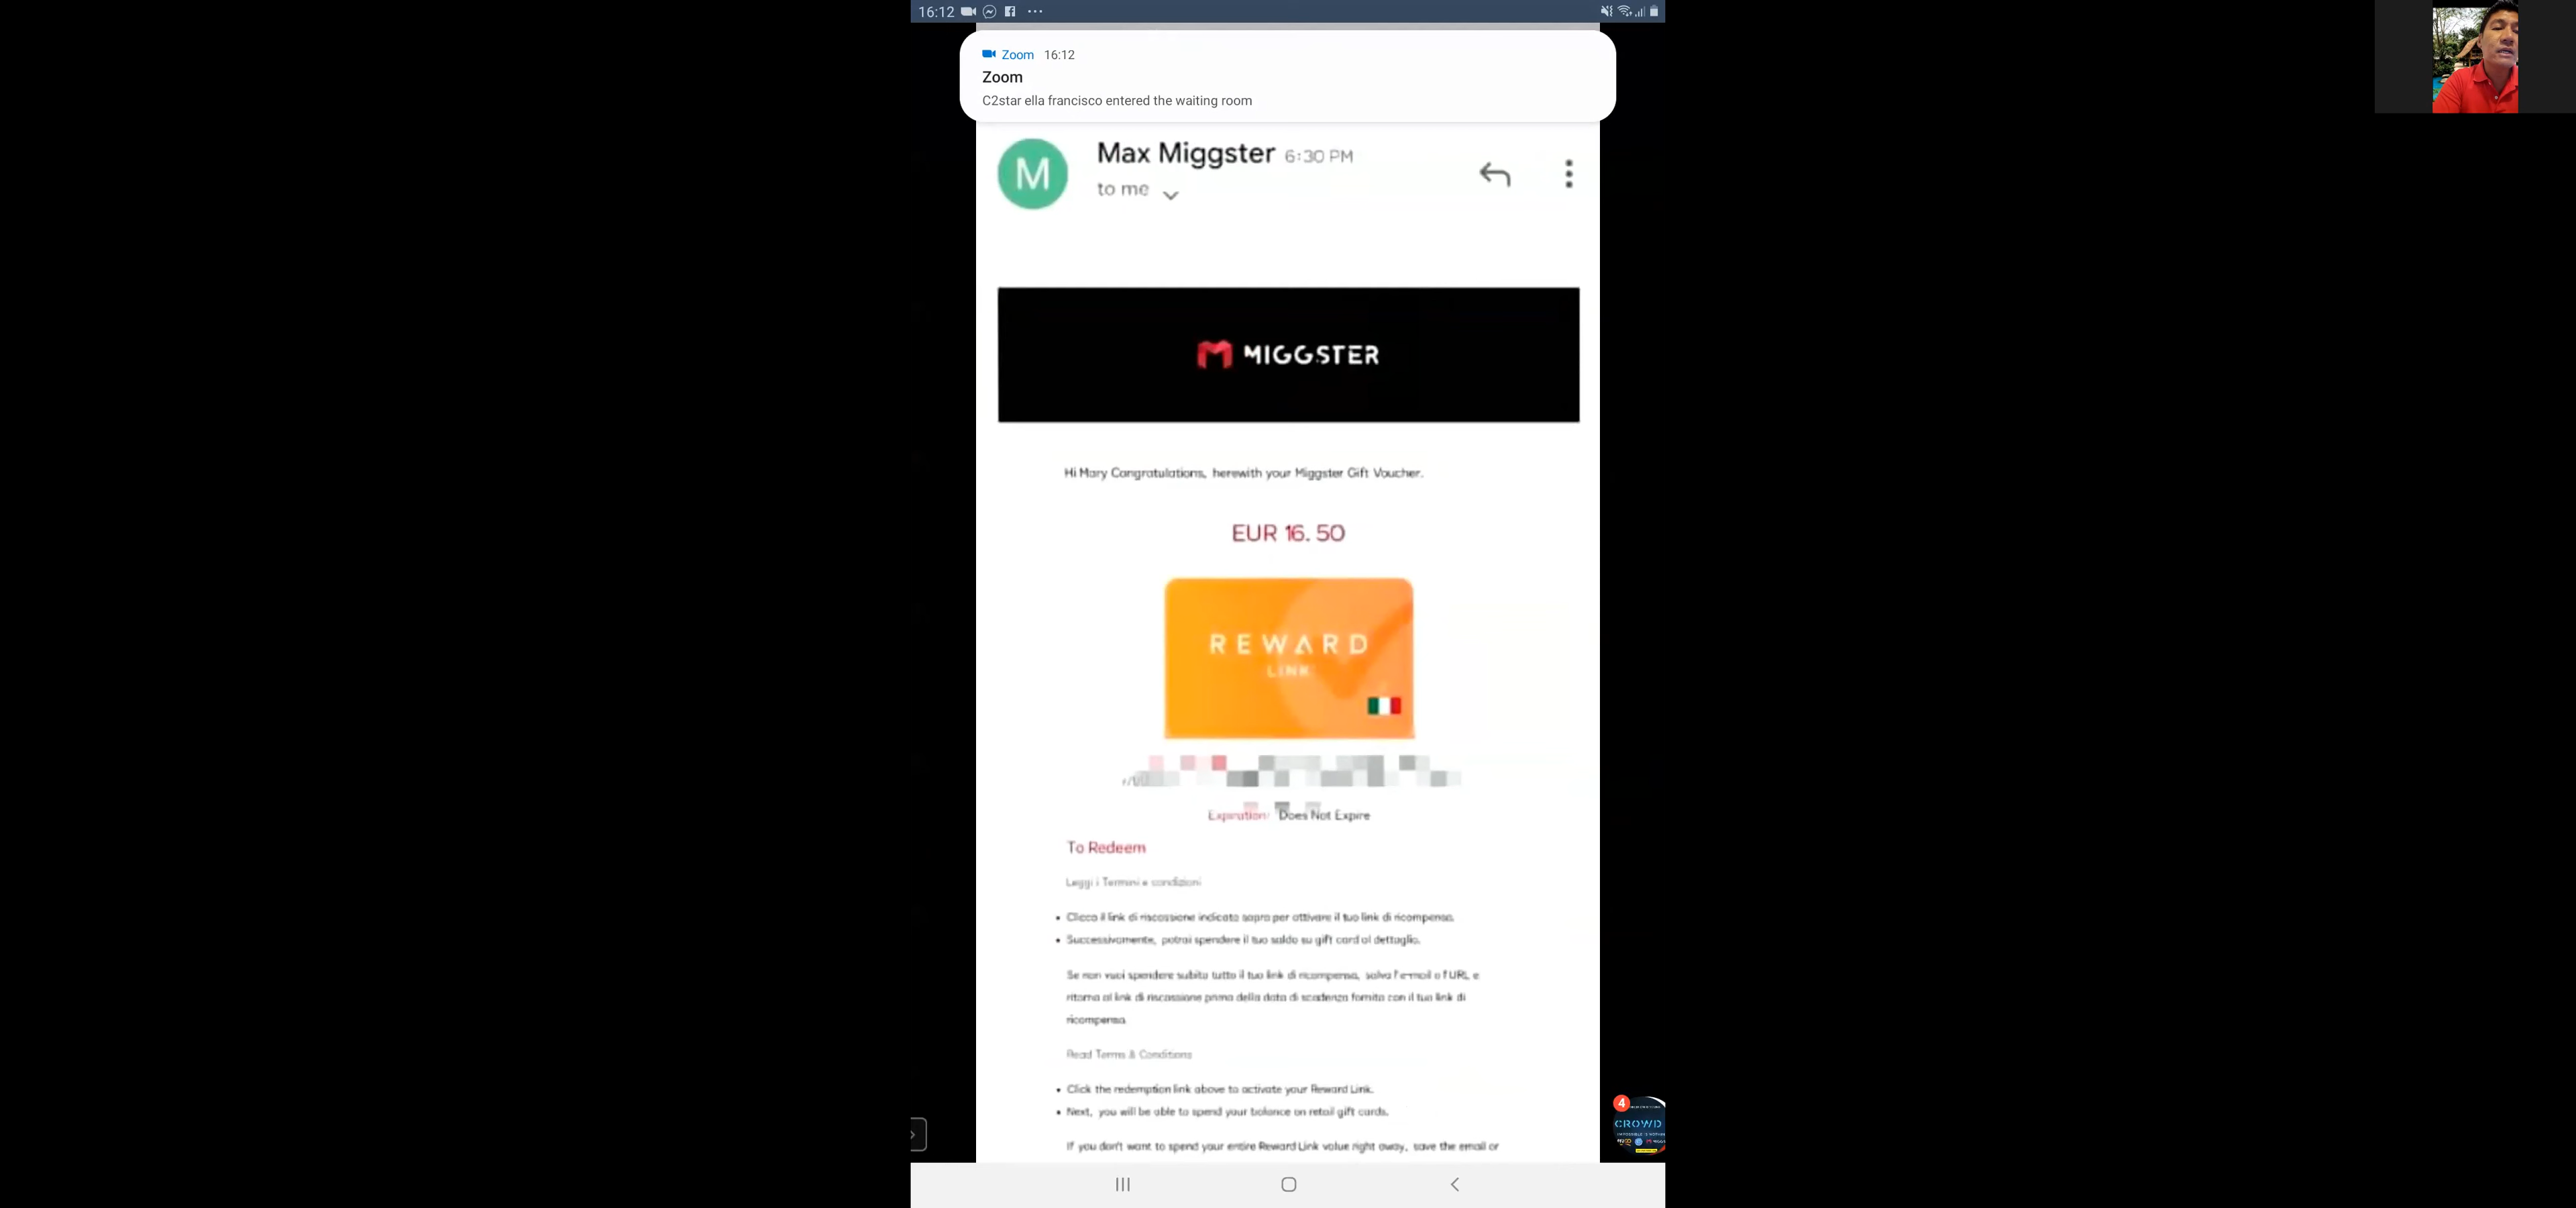 16:12
Zoom 16:12
Zoom
C2star ella francisco entered the waiting room
M
Max Miggster 6:30 PM
to me
MIGGSTER
Hi Mary Congratulations, herewith your Miggster Gift Voucher.
EUR 16. 50
REWARD
LINK
Expiration: Does Not Expire
To Redeem
Leggi i Termini e condizioni
• Clicca il link di riscossione indicato sopra per attivare il tuo link di ricompensa.
• Successivamente, potrai spendere il tuo saldo su gift card al dettaglio.
Se non vuoi spendere subito tutto il tuo link di ricompensa, salva l'e-mail o l'URL e
ritorna al link di riscossione prima della data di scadenza fornita con il tuo link di
ricompensa.
Read Terms & Conditions
• Click the redemption link above to activate your Reward Link.
• Next, you will be able to spend your balance on retail gift cards.
If you don't want to spend your entire Reward Link value right away, save the email or
4
CROWD